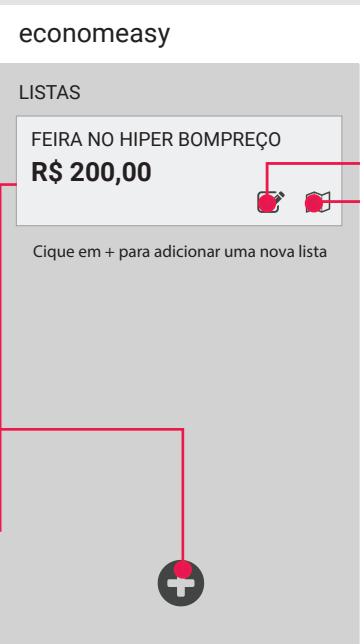 economeasy
LISTAS
FEIRA NO HIPER BOMPREÇO
R$ 200,00
Cique em + para adicionar uma nova lista